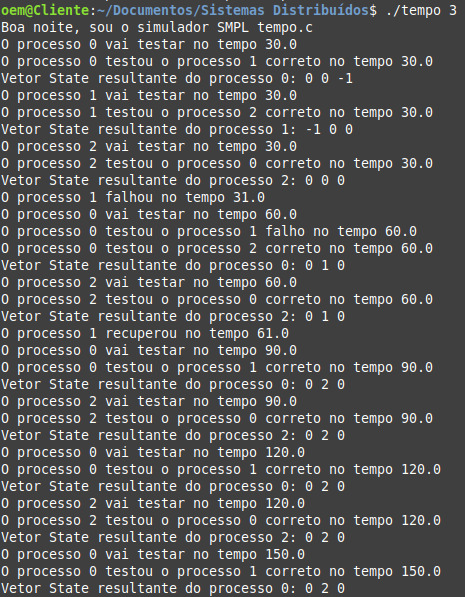 oem@Cliente:~/Documentos/Sistemas Distribuídos$ ./tempo 3
Boa noite, sou o simulador SMPL tempo.c
O processo 0 vai testar no tempo 30.0
O processo 0 testou o processo 1 correto no tempo 30.0
Vetor State resultante do processo 0: 0 0 -1
O processo 1 vai testar no tempo 30.0
O processo 1 testou o processo 2 correto no tempo 30.0
Vetor State resultante do processo 1: -1 0 0
O processo 2 vai testar no tempo 30.0
O processo 2 testou o processo 0 correto no tempo 30.0
Vetor State resultante do processo 2: 0 0 0
O processo 1 falhou no tempo 31.0
O processo 0 vai testar no tempo 60.0
O processo 0 testou o processo 1 falho no tempo 60.0
O processo 0 testou o processo 2 correto no tempo 60.0
Vetor State resultante do processo 0: 0 1 0
O processo 2 vai testar no tempo 60.0
O processo 2 testou o processo 0 correto no tempo 60.0
Vetor State resultante do processo 2: 0 1 0
O processo 1 recuperou no tempo 61.0
O processo 0 vai testar no tempo 90.0
O processo 0 testou o processo 1 correto no tempo 90.0
Vetor State resultante do processo 0: 0 2 0
O processo 2 vai testar no tempo 90.0
O processo 2 testou o processo 0 correto no tempo 90.0
Vetor State resultante do processo 2: 0 2 0
O processo 0 vai testar no tempo 120.0
O processo 0 testou o processo 1 correto no tempo 120.0
Vetor State resultante do processo 0: 0 2 0
O processo 2 vai testar no tempo 120.0
O processo 2 testou o processo 0 correto no tempo 120.0
Vetor State resultante do processo 2: 0 2 0
O processo 0 vai testar no tempo 150.0
O processo 0 testou o processo 1 correto no tempo 150.0
Vetor State resultante do processo 0: 0 2 0